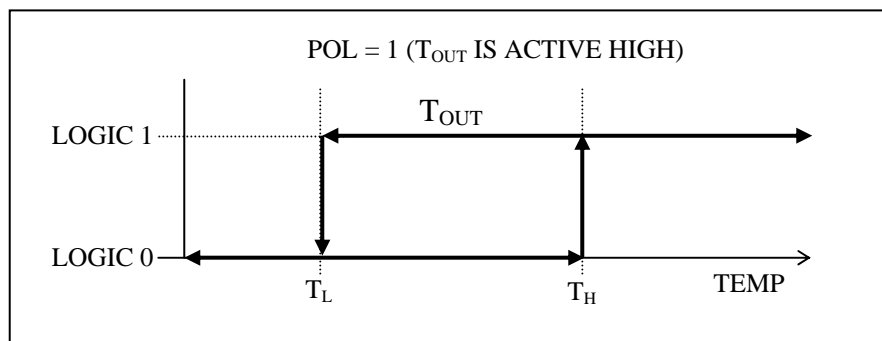 POL = 1 (TOUT IS ACTIVE HIGH)
TOUT
LOGIC 1
LOGIC 0
TL
TH
TEMP